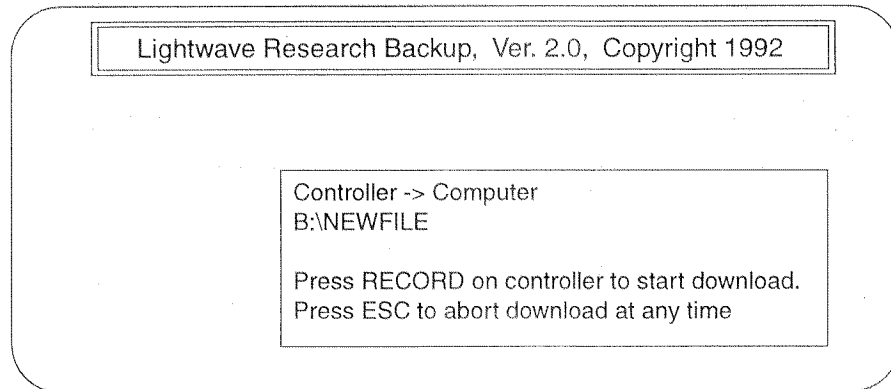 Lightwave Research Backup, Ver. 2.0, Copyright 1992
Controller -> Computer
B:\NEWFILE
Press RECORD on controller to start download.
Press ESC to abort download at any time